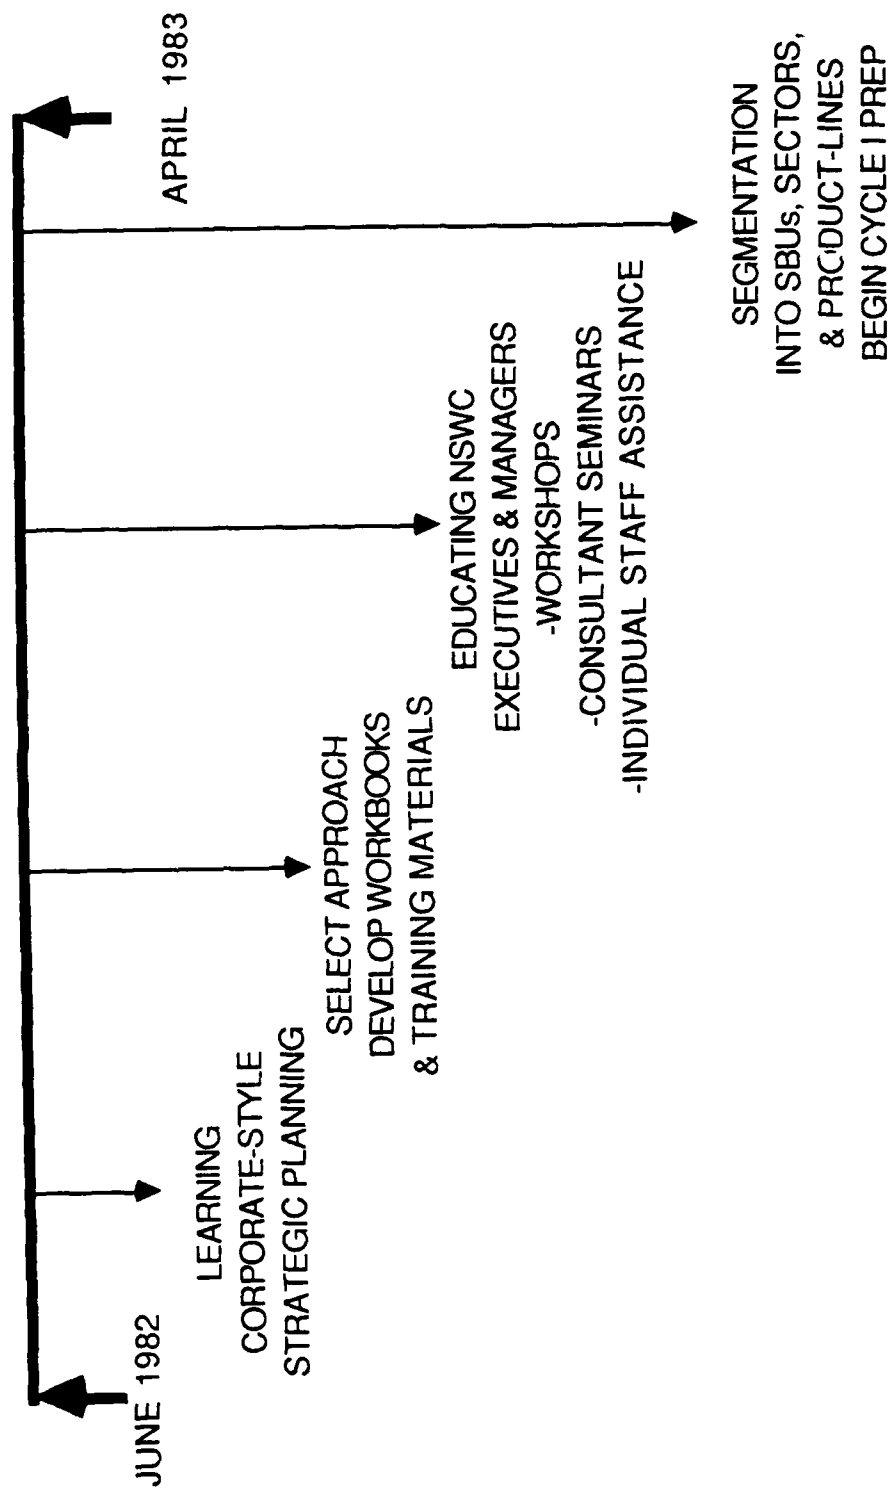 JUNE 1982
LEARNING
CORPORATE-STYLE
STRATEGIC PLANNING
SELECT APPROACH
DEVELOP WORKBOOKS
& TRAINING MATERIALS
EDUCATING NSWC
EXECUTIVES & MANAGERS
-WORKSHOPS
-CONSULTANT SEMINARS
-INDIVIDUAL STAFF ASSISTANCE
APRIL 1983
SEGMENTATION
INTO SBUs, SECTORS,
& PRODUCT-LINES
BEGIN CYCLE I PREP